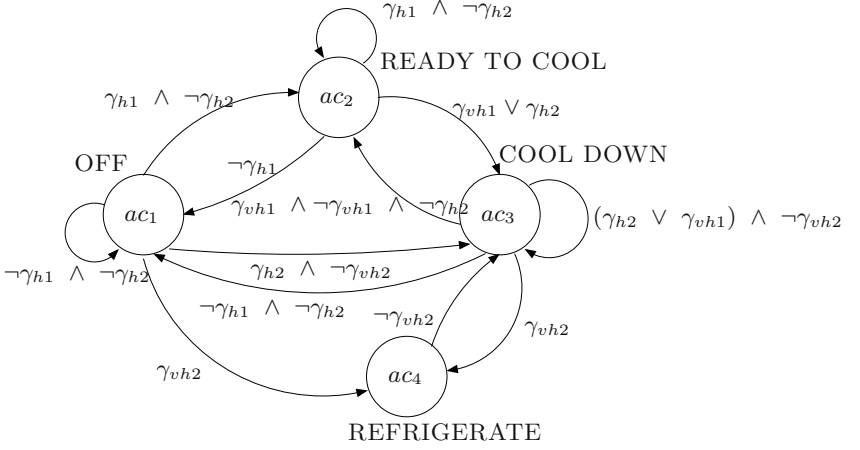 γh1 ∧ ¬γh2
READY TO COOL
ac2
γh1 ∧ ¬γh2
γvh1 ∨ γh2
¬γh1
COOL DOWN
OFF
γvh1 ∧ ¬γvh1 ∧ ¬γh2
ac1
ac3
(γh2 ∨ γvh1) ∧ ¬γvh2
¬γh1 ∧ ¬γh2
γh2 ∧ ¬γvh2
¬γh1 ∧ ¬γh2
¬γvh2
γvh2
γvh2
ac4
REFRIGERATE